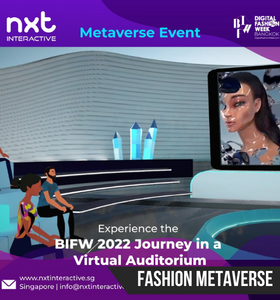 nxt
INTERACTIVE
Metaverse Event
DIGITAL
FASHION
WEEK
BANGKOK
Experience the
BIFW 2022 Journey in a
Virtual Auditorium
www.nxtinteractive.sg
Singapore | info@nxtinteractiv
FASHION METAVERSE